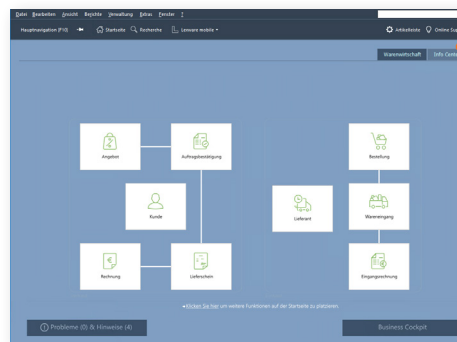 Datei Bearbeiten Ansicht Berichte Verwaltung Extras Fenster ?
Hauptnavigation (F10) Startseite Recherche Lexware mobile Artikelliste Online Sup
Warenwirtschaft Info Cente
Angebot Auftragsbestätigung Bestellung
Kunde Lieferant Wareneingang
Rechnung Lieferschein Eingangsrechnung
Klicken Sie hier um weitere Funktionen auf der Startseite zu platzieren.
Probleme (0) & Hinweise (4) Business Cockpit